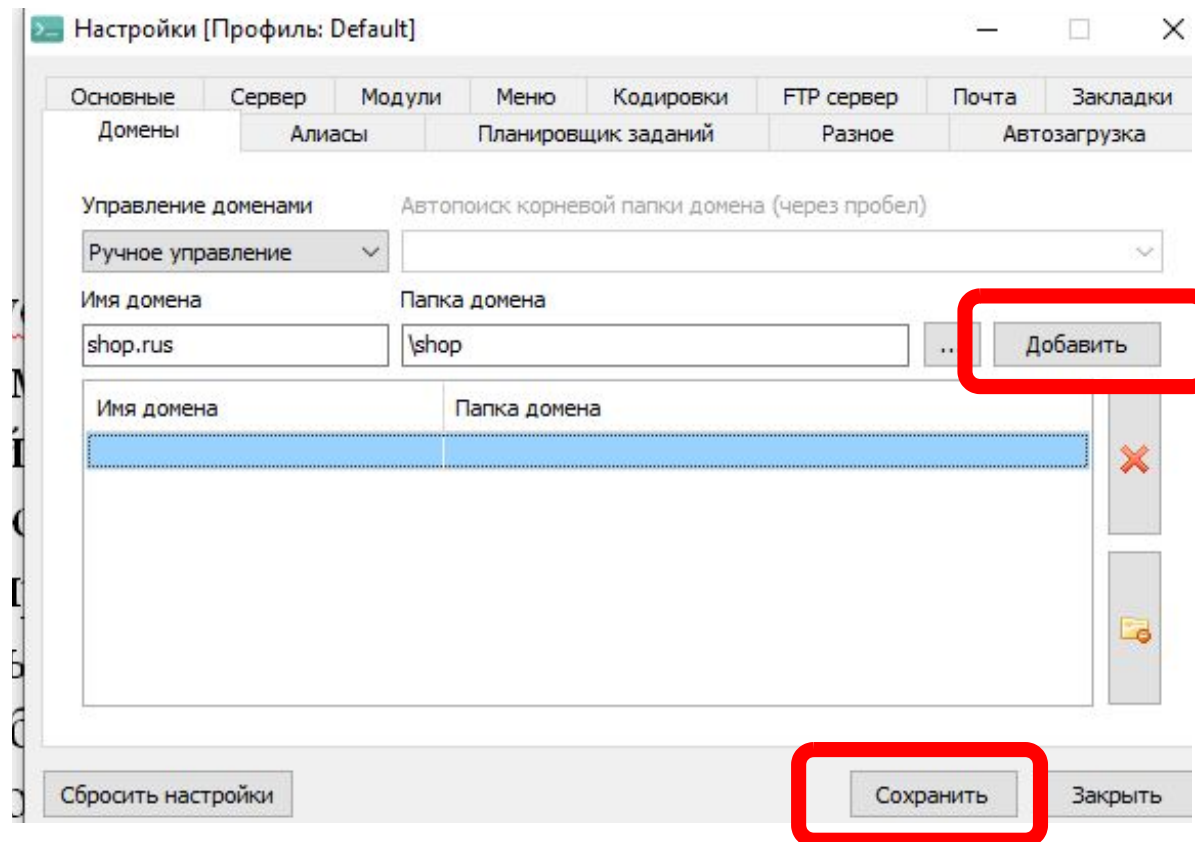 Настройки [Профиль: Default]
Основные Сервер Модули Меню Кодировки FTP сервер Почта Закладки
Домены Алиасы Планировщик заданий Разное Автозагрузка
Управление доменами Автопоиск корневой папки домена (через пробел)
Ручное управление
Имя домена Папка домена
shop.rus \shop ... Добавить
Имя домена Папка домена
Сбросить настройки Сохранить Закрыть